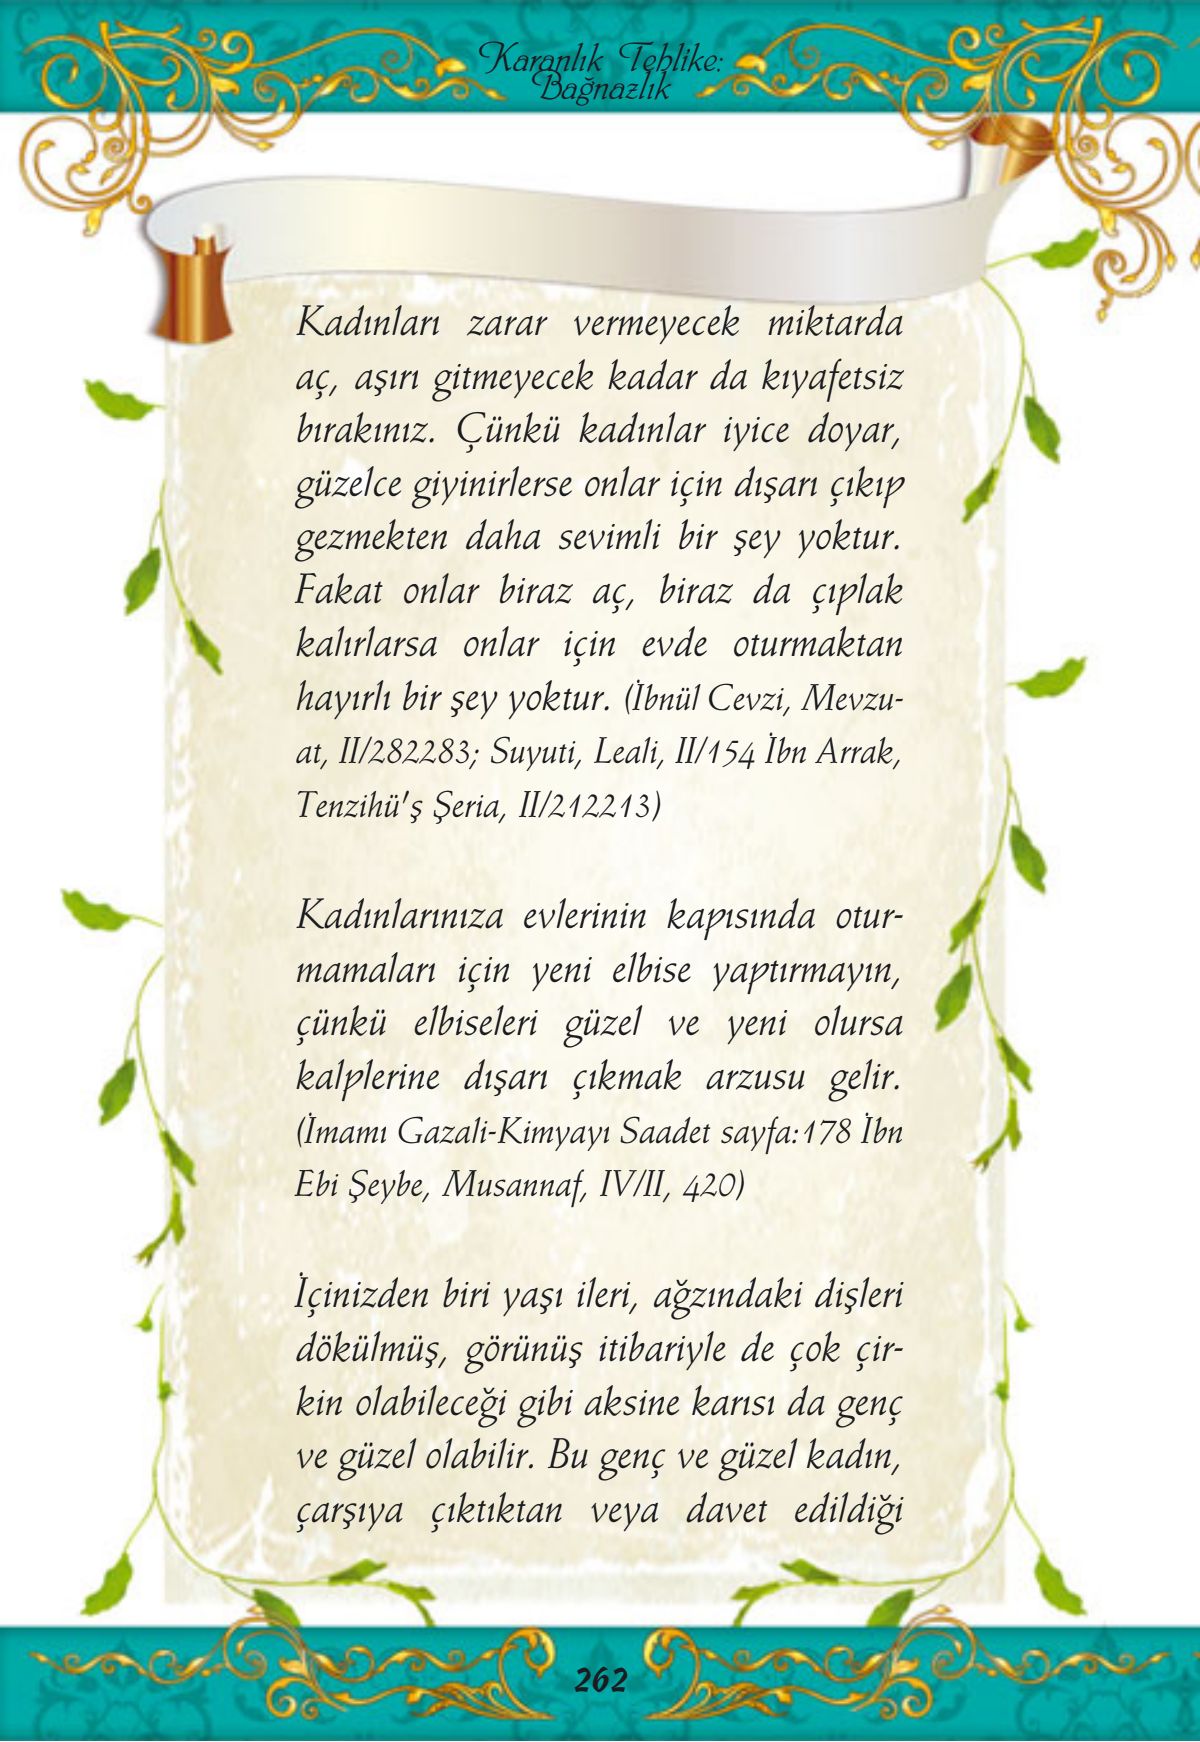 Karanlık Tehlike:
Bağnazlık
Kadınları zarar vermeyecek miktarda
aç, aşırı gitmeyecek kadar da kıyafetsiz
bırakınız. Çünkü kadınlar iyice doyar,
güzelce giyinirlerse onlar için dışarı çıkıp
gezmekten daha sevimli bir şey yoktur.
Fakat onlar biraz aç, biraz da çıplak
kalırlarsa onlar için evde oturmaktan
hayırlı bir şey yoktur. (İbnül Cevzi, Mevzu-
at, II/282283; Suyuti, Leali, II/154 İbn Arrak,
Tenzihü'ş Şeria, II/212213)
Kadınlarınıza evlerinin kapısında otur-
mamaları için yeni elbise yaptırmayın,
çünkü elbiseleri güzel ve yeni olursa
kalplerine dışarı çıkmak arzusu gelir.
(İmamı Gazali-Kimyayı Saadet sayfa:178 İbn
Ebi Şeybe, Musannaf, IV/II, 420)
İçinizden biri yaşı ileri, ağzındaki dişleri
dökülmüş, görünüş itibariyle de çok çir-
kin olabileceği gibi aksine karısı da genç
ve güzel olabilir. Bu genç ve güzel kadın,
çarşıya çıktıktan veya davet edildiği
262